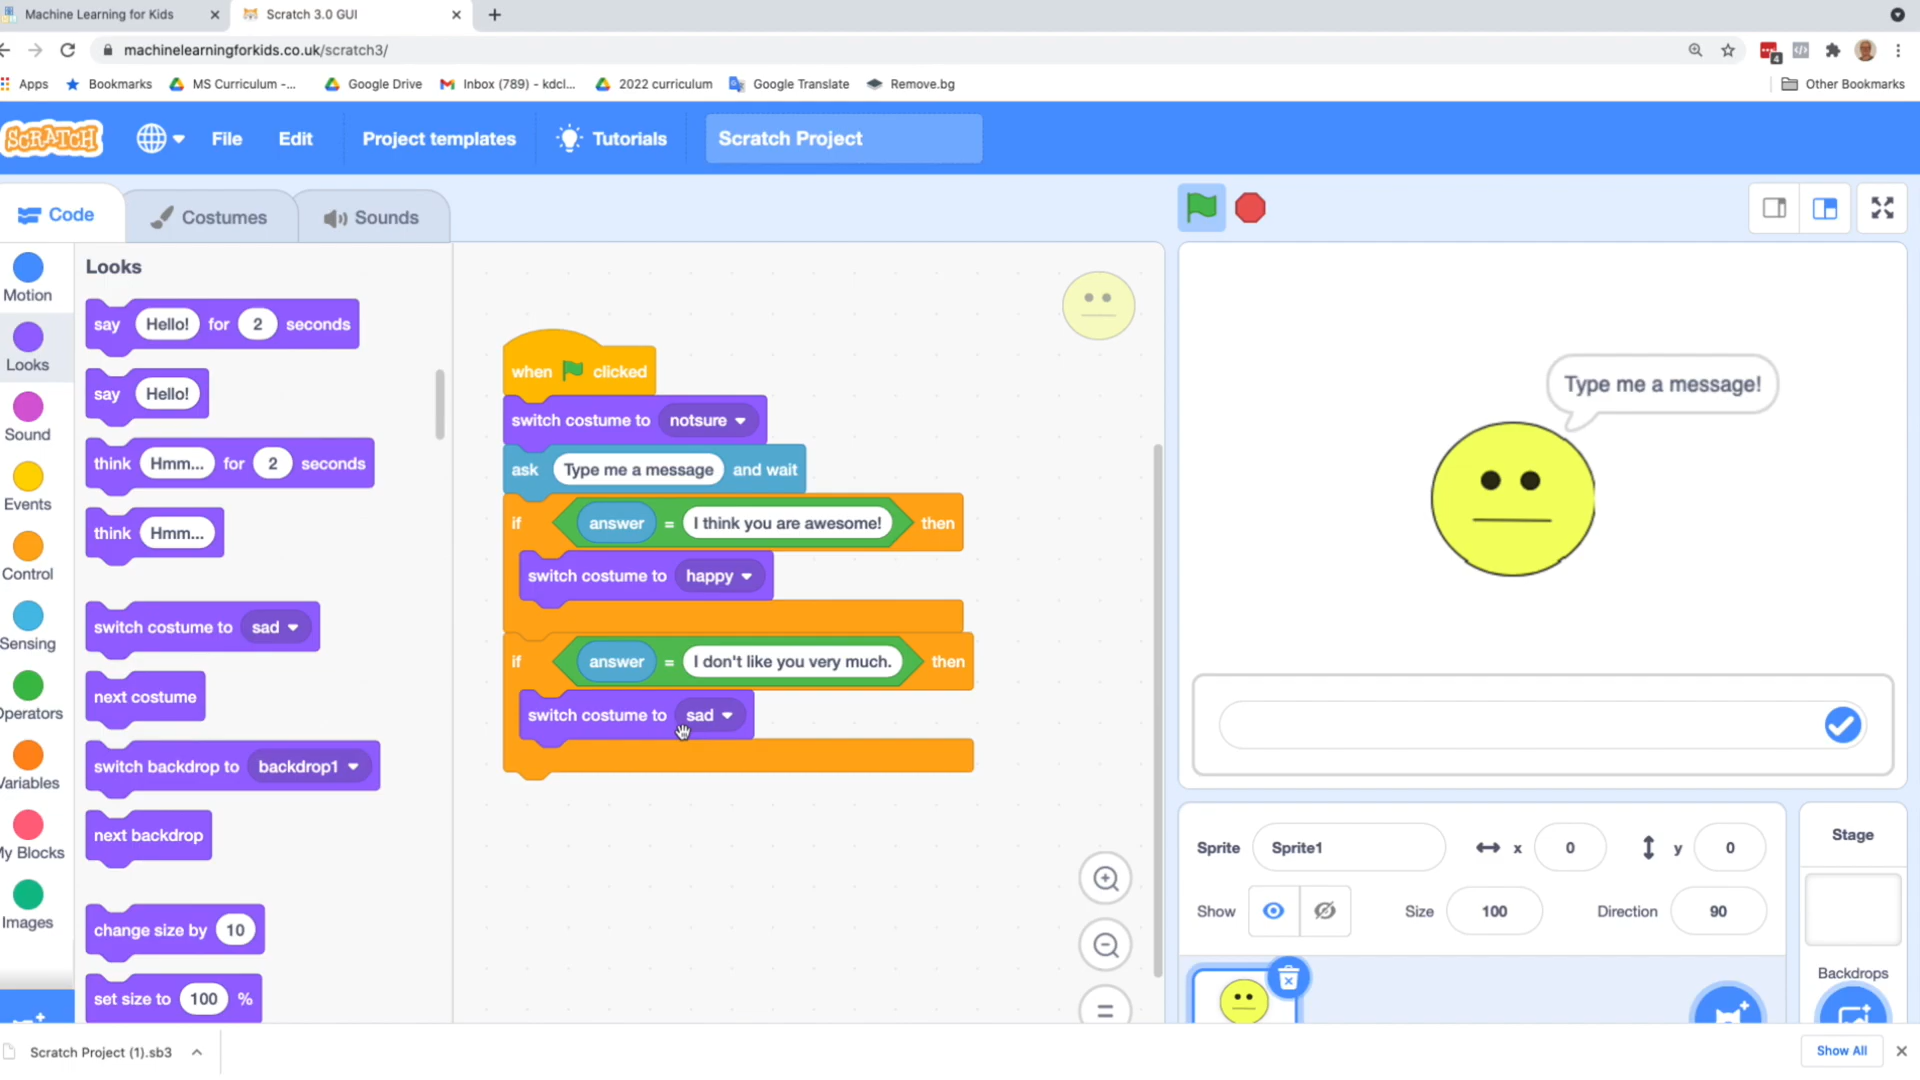 Machine Learning for Kids
Scratch 3.0 GUI
machinelearningforkids.co.uk/scratch3/
4
Apps
Bookmarks
MS Curriculum -...
Google Drive
Inbox (789) - kdcl...
2022 curriculum
Google Translate
Remove.bg
Other Bookmarks
SCRATCH
File
Edit
Project templates
Tutorials
Scratch Project
Code
Costumes
Sounds
Motion
Looks
Sound
Events
Control
Sensing
Operators
Variables
My Blocks
Images
Looks
say Hello! for 2 seconds
say Hello!
think Hmm... for 2 seconds
think Hmm...
switch costume to sad
next costume
switch backdrop to backdrop1
next backdrop
change size by 10
set size to 100 %
when clicked
switch costume to notsure
ask Type me a message and wait
if answer = I think you are awesome! then
switch costume to happy
if answer = I don't like you very much. then
switch costume to sad
Type me a message!
Sprite Sprite1 x 0 y 0
Show Size 100 Direction 90
Stage
Backdrops
Scratch Project (1).sb3
Show All